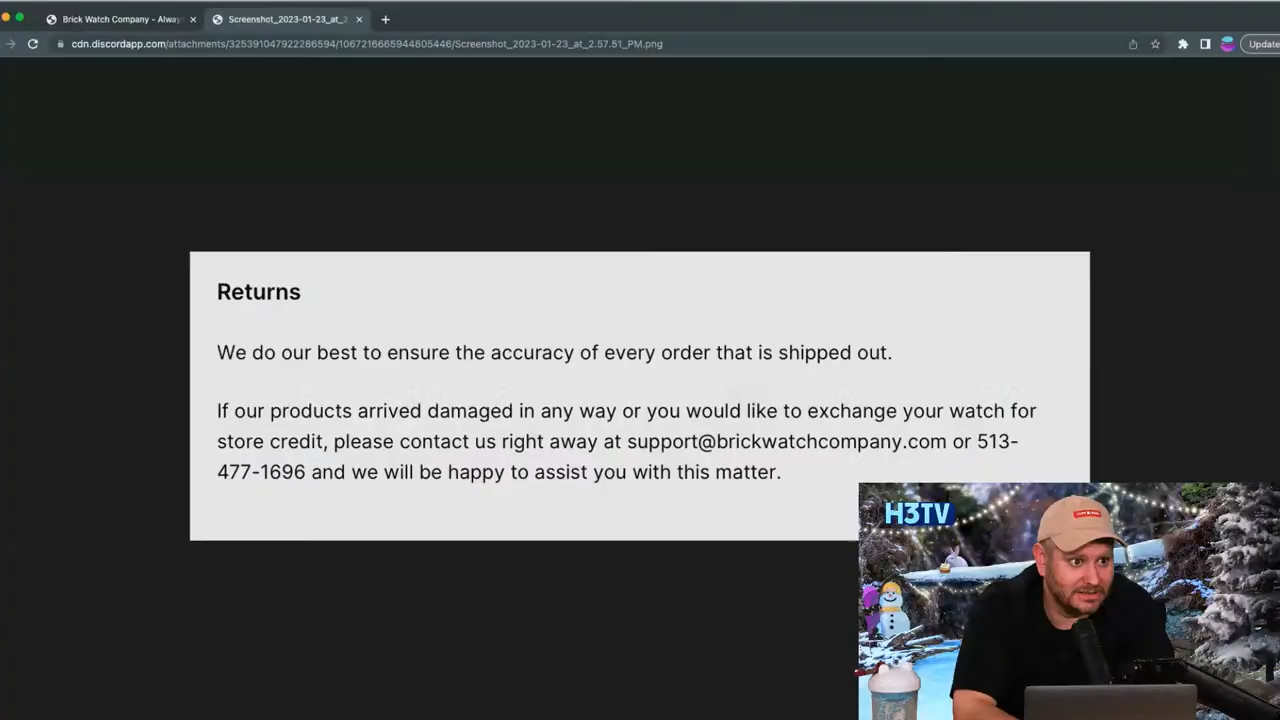 Brick Watch Company - Alway
Screenshot_2023-01-23_at_2
cdn.discordapp.com/attachments/325391047922286594/1067216665944805446/Screenshot_2023-01-23_at_2.57.51_PM.png
Update
Returns
We do our best to ensure the accuracy of every order that is shipped out.
If our products arrived damaged in any way or you would like to exchange your watch for
store credit, please contact us right away at support@brickwatchcompany.com or 513-
477-1696 and we will be happy to assist you with this matter.
H3TV